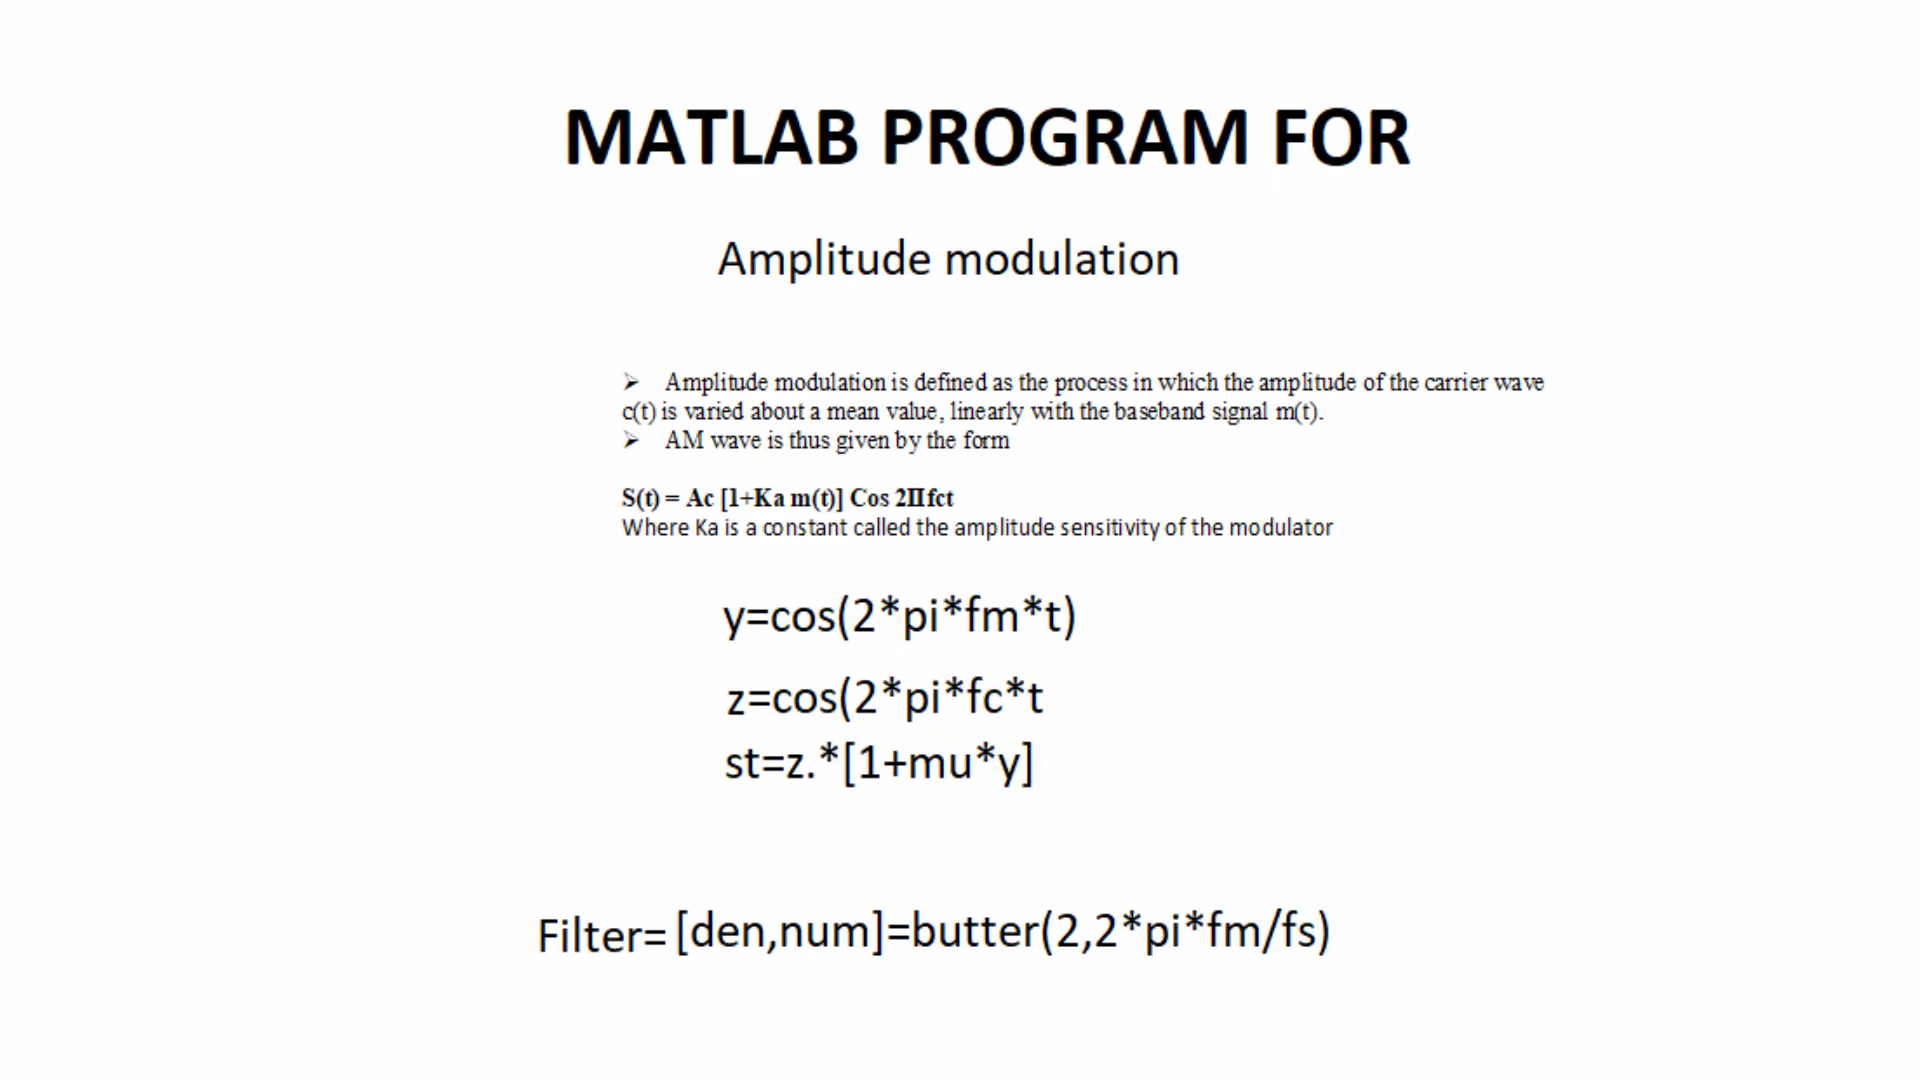 MATLAB PROGRAM FOR
Amplitude modulation
➢ Amplitude modulation is defined as the process in which the amplitude of the carrier wave
c(t) is varied about a mean value, linearly with the baseband signal m(t).
➢ AM wave is thus given by the form
S(t) = Ac [1+Ka m(t)] Cos 2Πfct
Where Ka is a constant called the amplitude sensitivity of the modulator
y=cos(2*pi*fm*t)
z=cos(2*pi*fc*t
st=z.*[1+mu*y]
Filter= [den,num]=butter(2,2*pi*fm/fs)